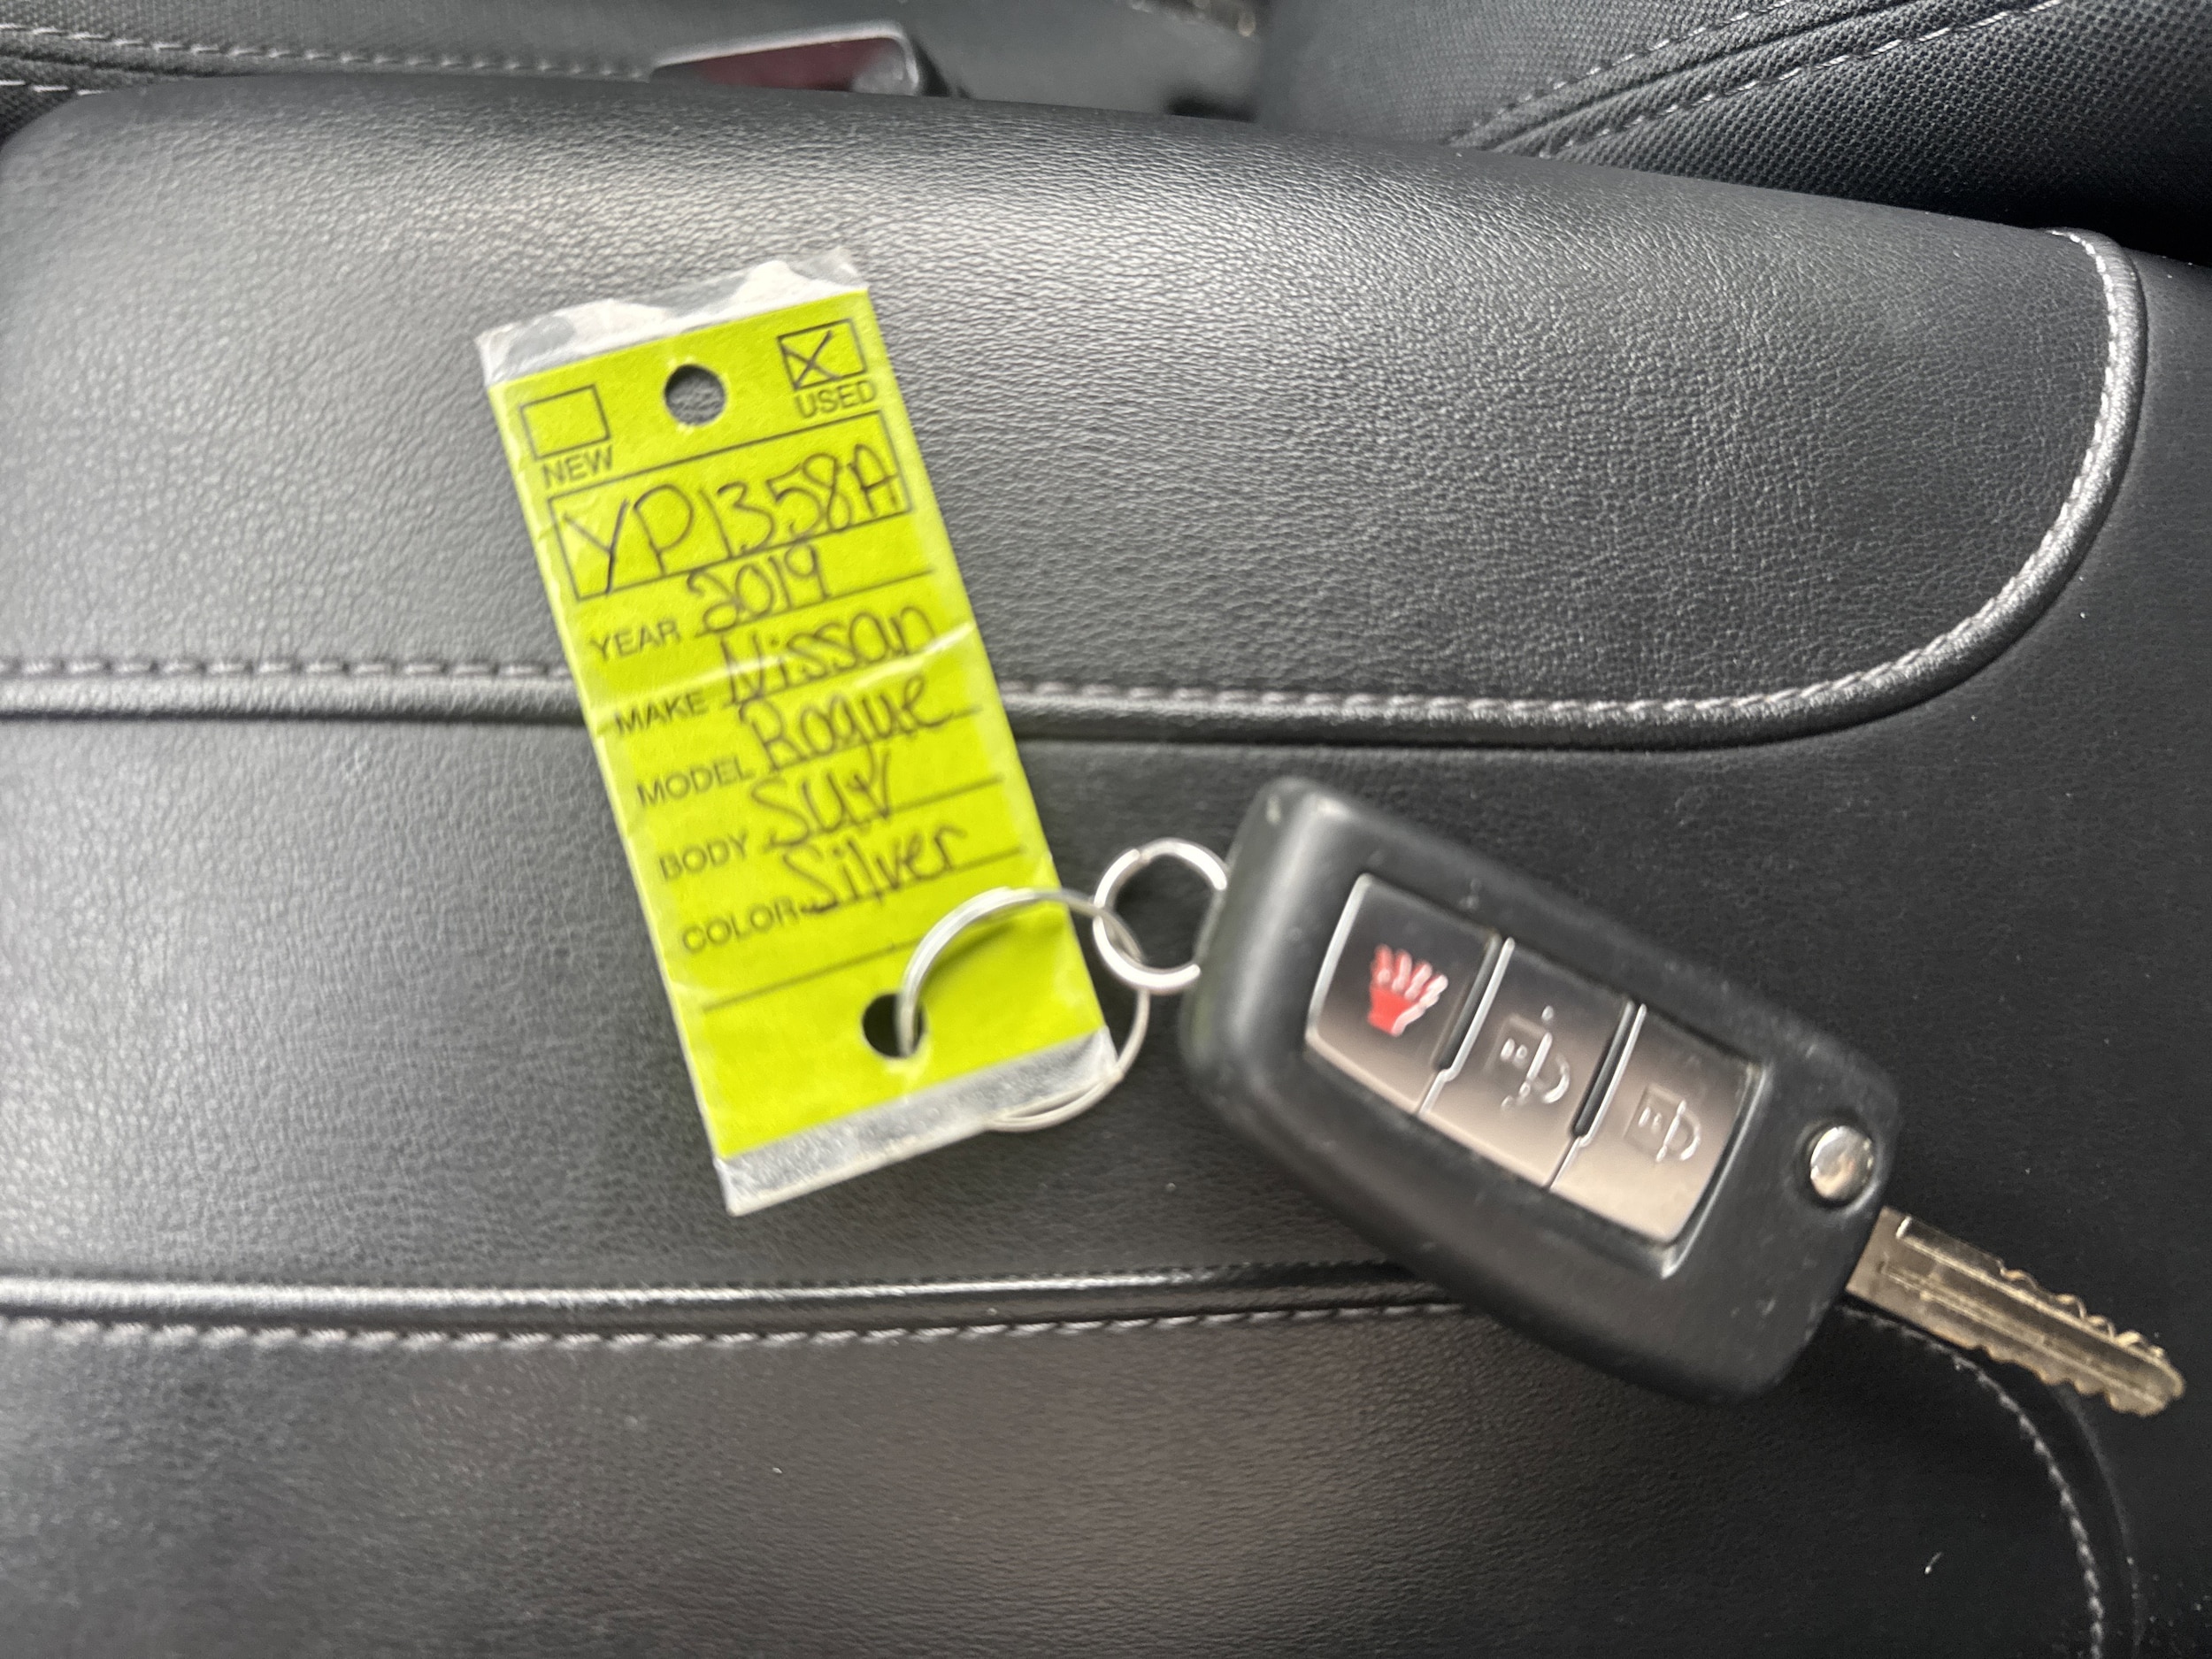 NEW USED
YP1358A
YEAR 2019
MAKE Nissan
MODEL Rogue
BODY SUV
COLOR Silver